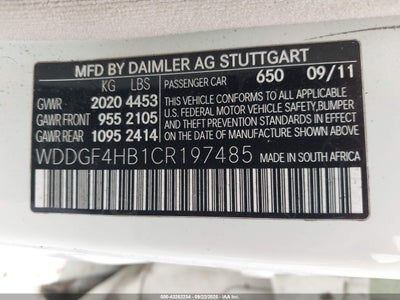 MFD BY DAIMLER AG STUTTGART
KG LBS PASSENGER CAR 650 09/11
GVWR 2020 4453
GAWR FRONT 955 2105
GAWR REAR 1095 2414
THIS VEHICLE CONFORMS TO ALL APPLICABLE
U.S. FEDERAL MOTOR VEHICLE SAFETY, BUMPER
AND THEFT PREVENTION STANDARDS IN EFFECT
ON THE DATE OF MANUFACTURE SHOWN ABOVE
WDDGF4HB1CR197485 MADE IN SOUTH AFRICA